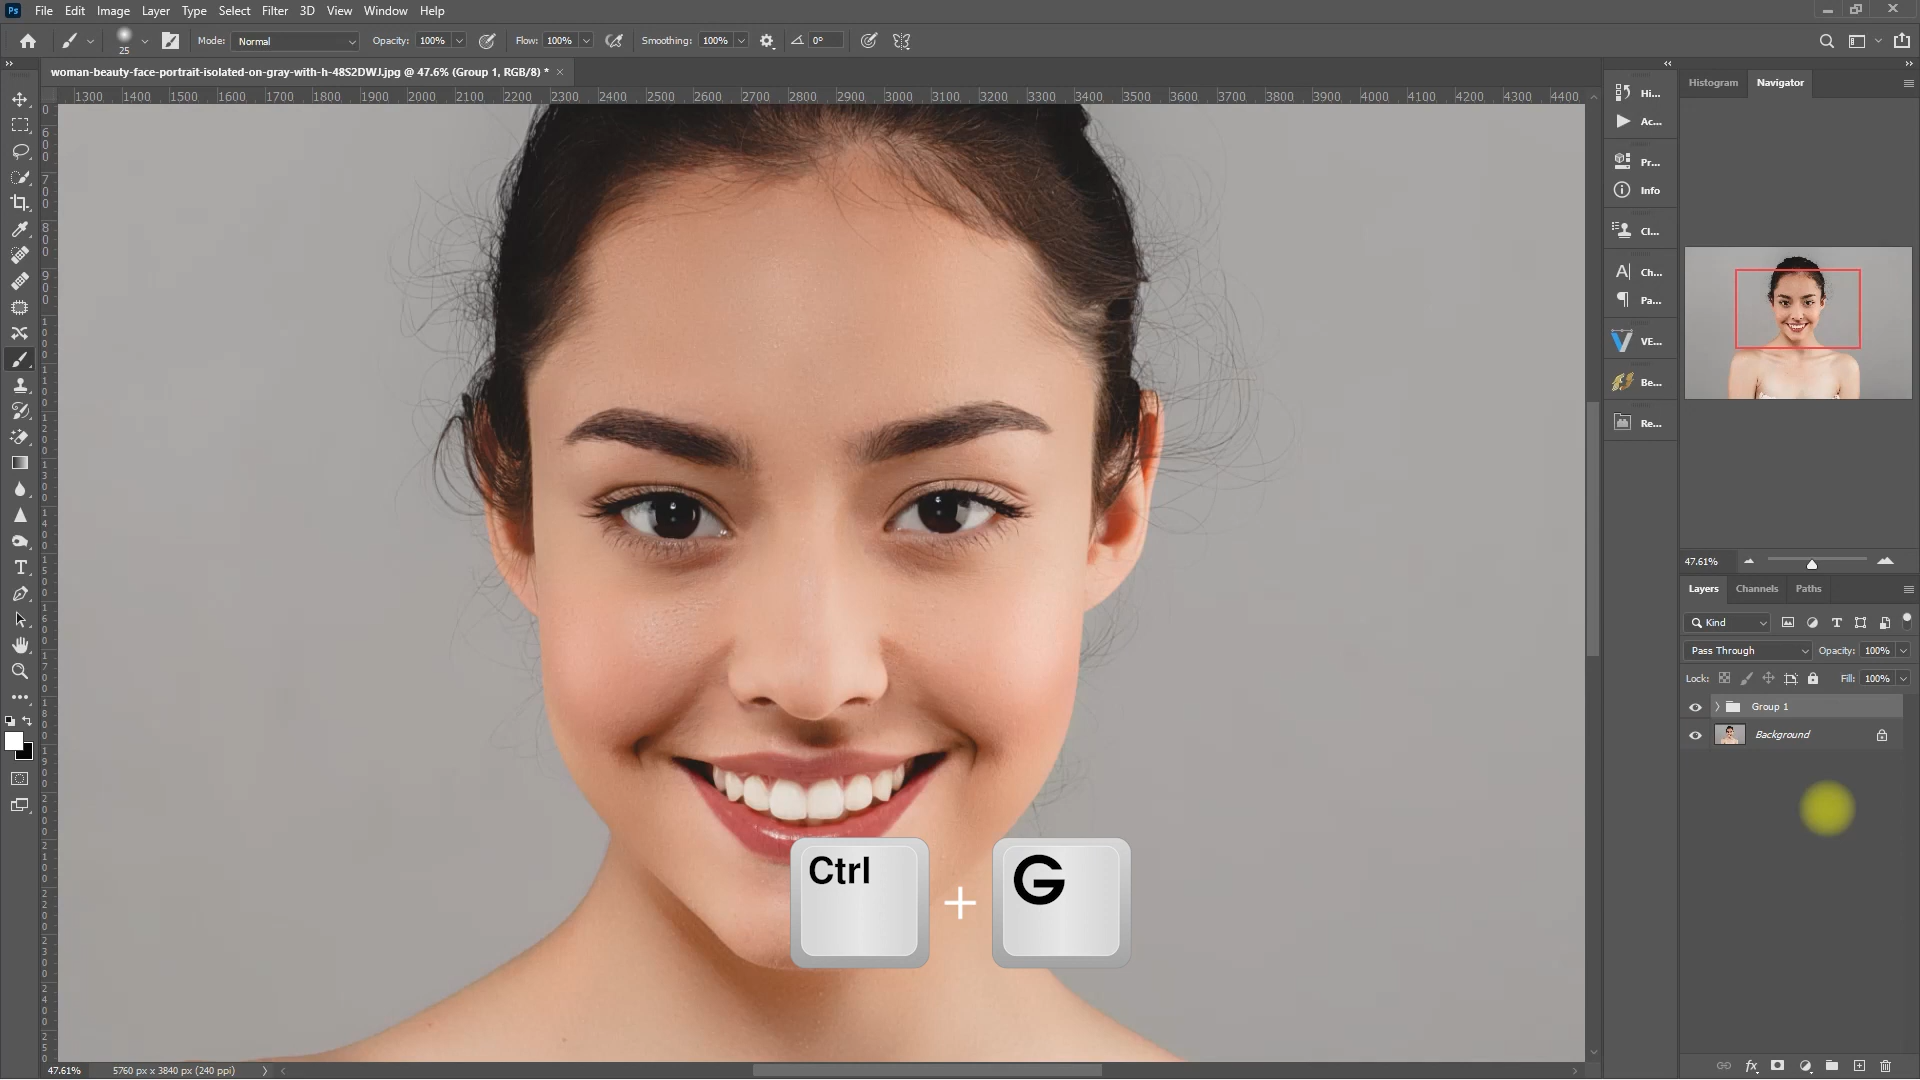 Ps File Edit Image Layer Type Select Filter 3D View Window Help
25 Mode: Normal Opacity: 100% Flow: 100% Smoothing: 100% 0°
woman-beauty-face-portrait-isolated-on-gray-with-h-48S2DWJ.jpg @ 47.6% (Group 1, RGB/8) * ×
1300 1400 1500 1600 1700 1800 1900 2000 2100 2200 2300 2400 2500 2600 2700 2800 2900 3000 3100 3200 3300 3400 3500 3600 3700 3800 3900 4000 4100 4200 4300 4400
Hi...
Ac...
Pr...
Info
Cl...
Ch...
Pa...
VE...
Be...
Re...
Histogram Navigator
47.61%
Layers Channels Paths
Kind
Pass Through Opacity: 100%
Lock: Fill: 100%
Group 1
Background
Ctrl + G
47.61% 5760 px x 3840 px (240 ppi)